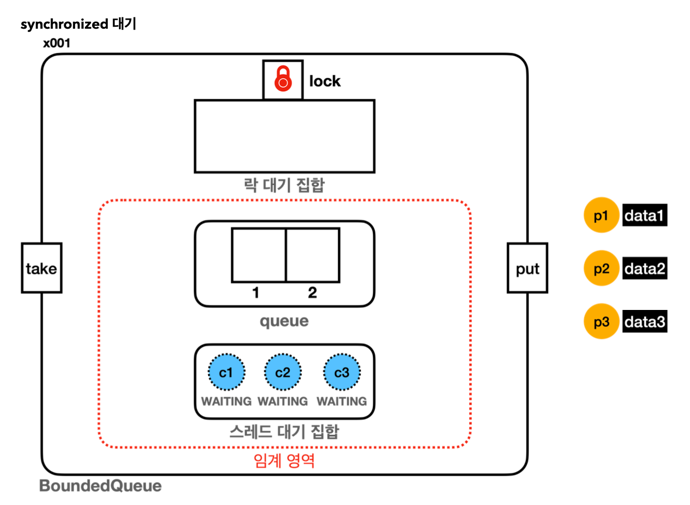 synchronized 대기
x001
lock
락 대기 집합
p1 data1
take
put
p2 data2
1 2
queue
p3 data3
c1 c2 c3
WAITING WAITING WAITING
스레드 대기 집합
임계 영역
BoundedQueue